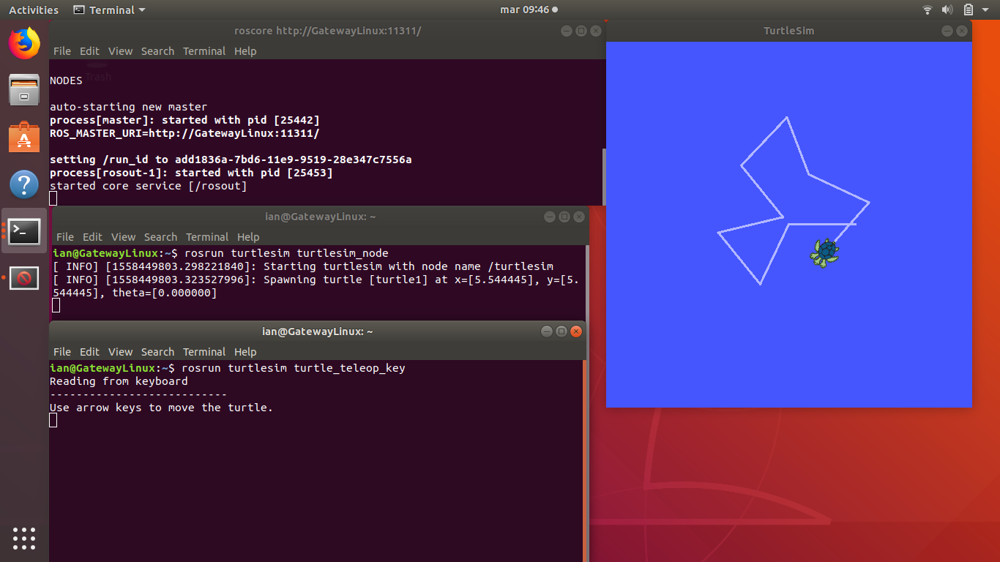 Activities
Terminal
mar 09:46
roscore http://GatewayLinux:11311/
File Edit View Search Terminal Help
Trash
NODES
auto-starting new master
process[master]: started with pid [25442]
ROS_MASTER_URI=http://GatewayLinux:11311/
setting /run_id to add1836a-7bd6-11e9-9519-28e347c7556a
process[rosout-1]: started with pid [25453]
started core service [/rosout]
TurtleSim
ian@GatewayLinux: ~
File Edit View Search Terminal Help
ian@GatewayLinux:~$ rosrun turtlesim turtlesim_node
[ INFO] [1558449803.298221840]: Starting turtlesim with node name /turtlesim
[ INFO] [1558449803.323527996]: Spawning turtle [turtle1] at x=[5.544445], y=[5.
544445], theta=[0.000000]
ian@GatewayLinux: ~
File Edit View Search Terminal Help
ian@GatewayLinux:~$ rosrun turtlesim turtle_teleop_key
Reading from keyboard
---------------------------
Use arrow keys to move the turtle.